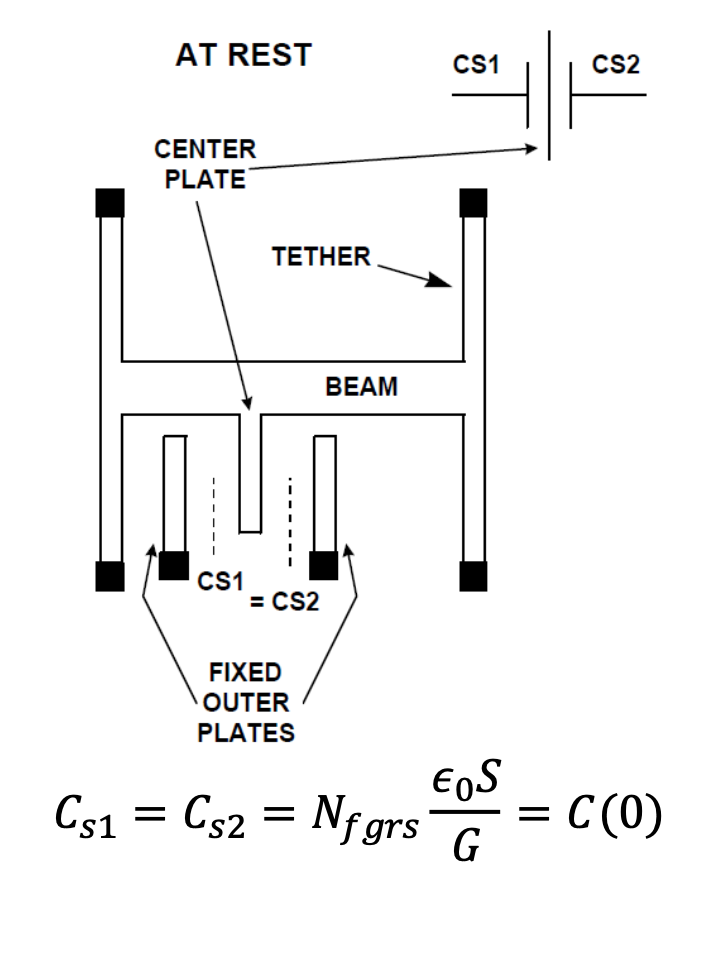 AT REST
CS1
CS2
CENTER
PLATE
TETHER
BEAM
CS1
= CS2
FIXED
OUTER
PLATES
C_{s1} = C_{s2} = N_{fgrs} \frac{\epsilon_0 S}{G} = C(0)